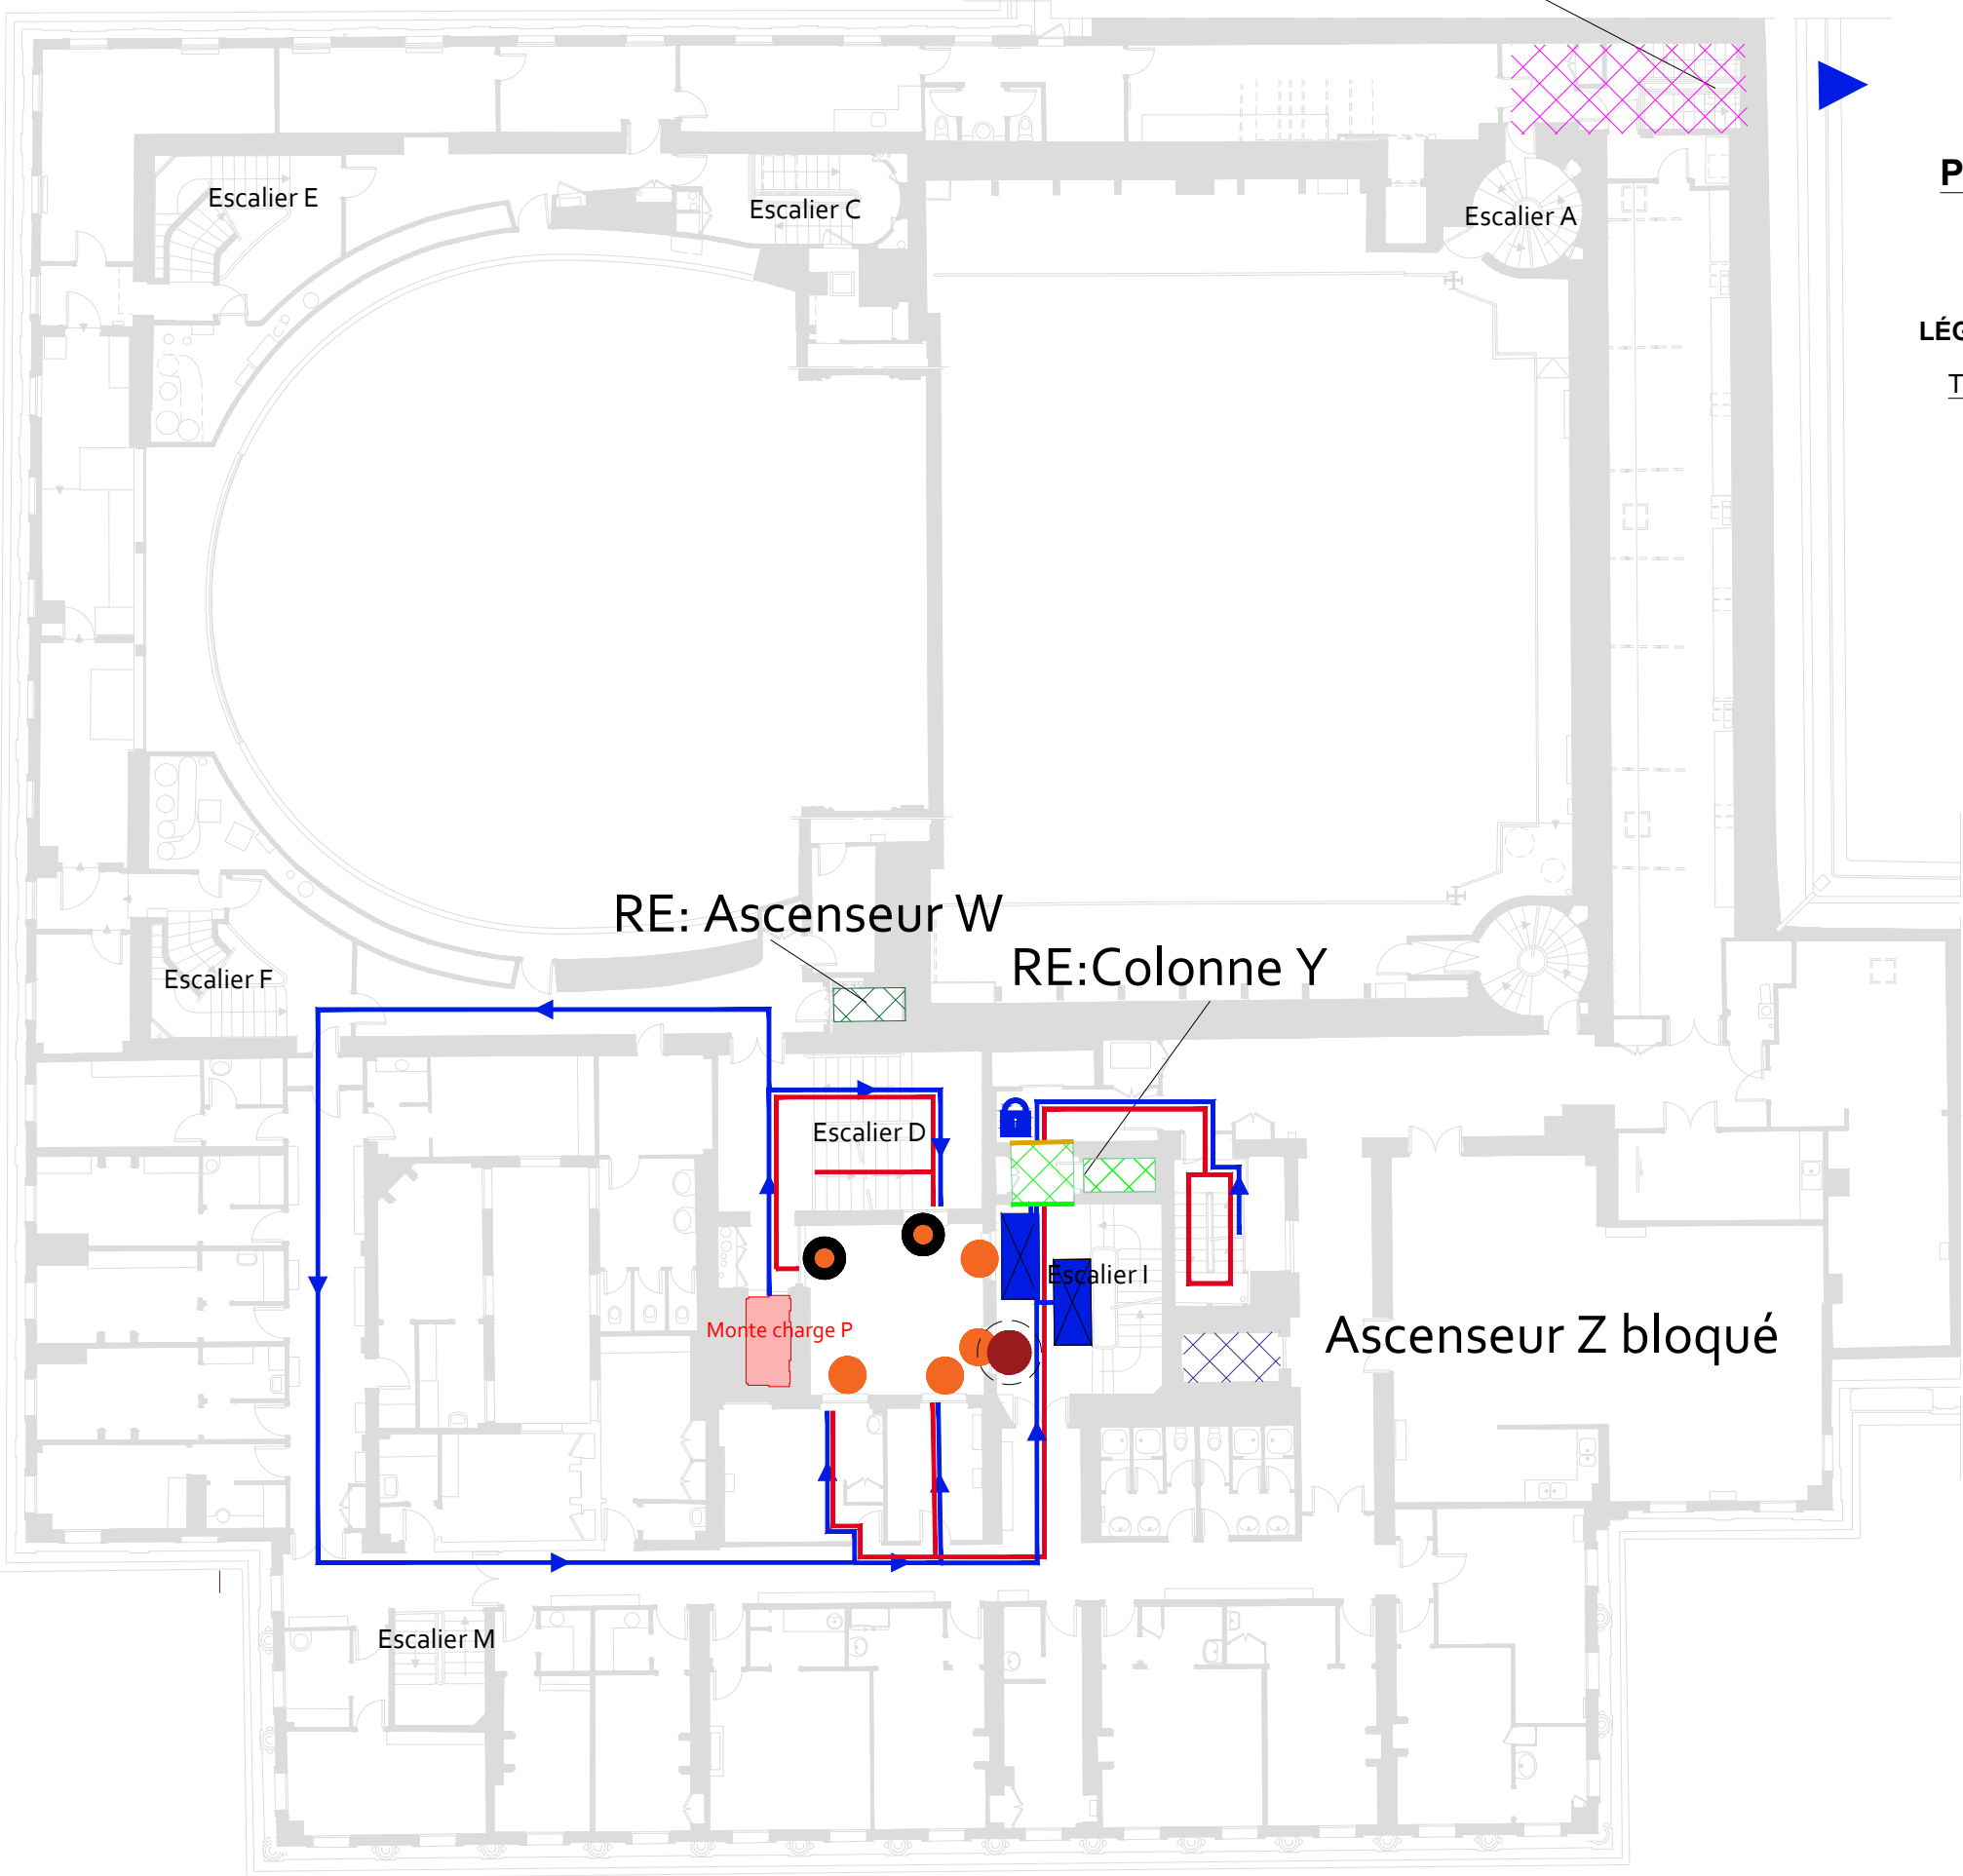 P
Escalier E
Escalier C
Escalier A
LÉG
T
RE: Ascenseur W
RE:Colonne Y
Escalier F
Escalier D
Escalier I
Monte charge P
Ascenseur Z bloqué
Escalier M